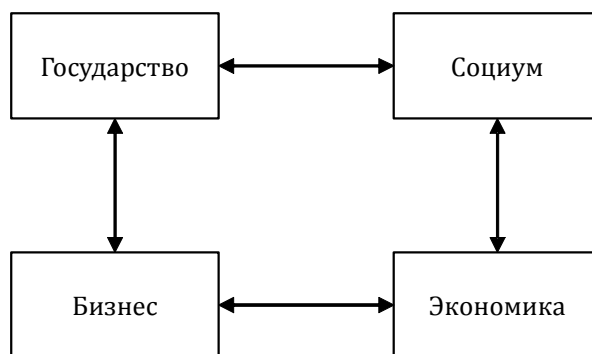 Государство
Социум
Бизнес
Экономика